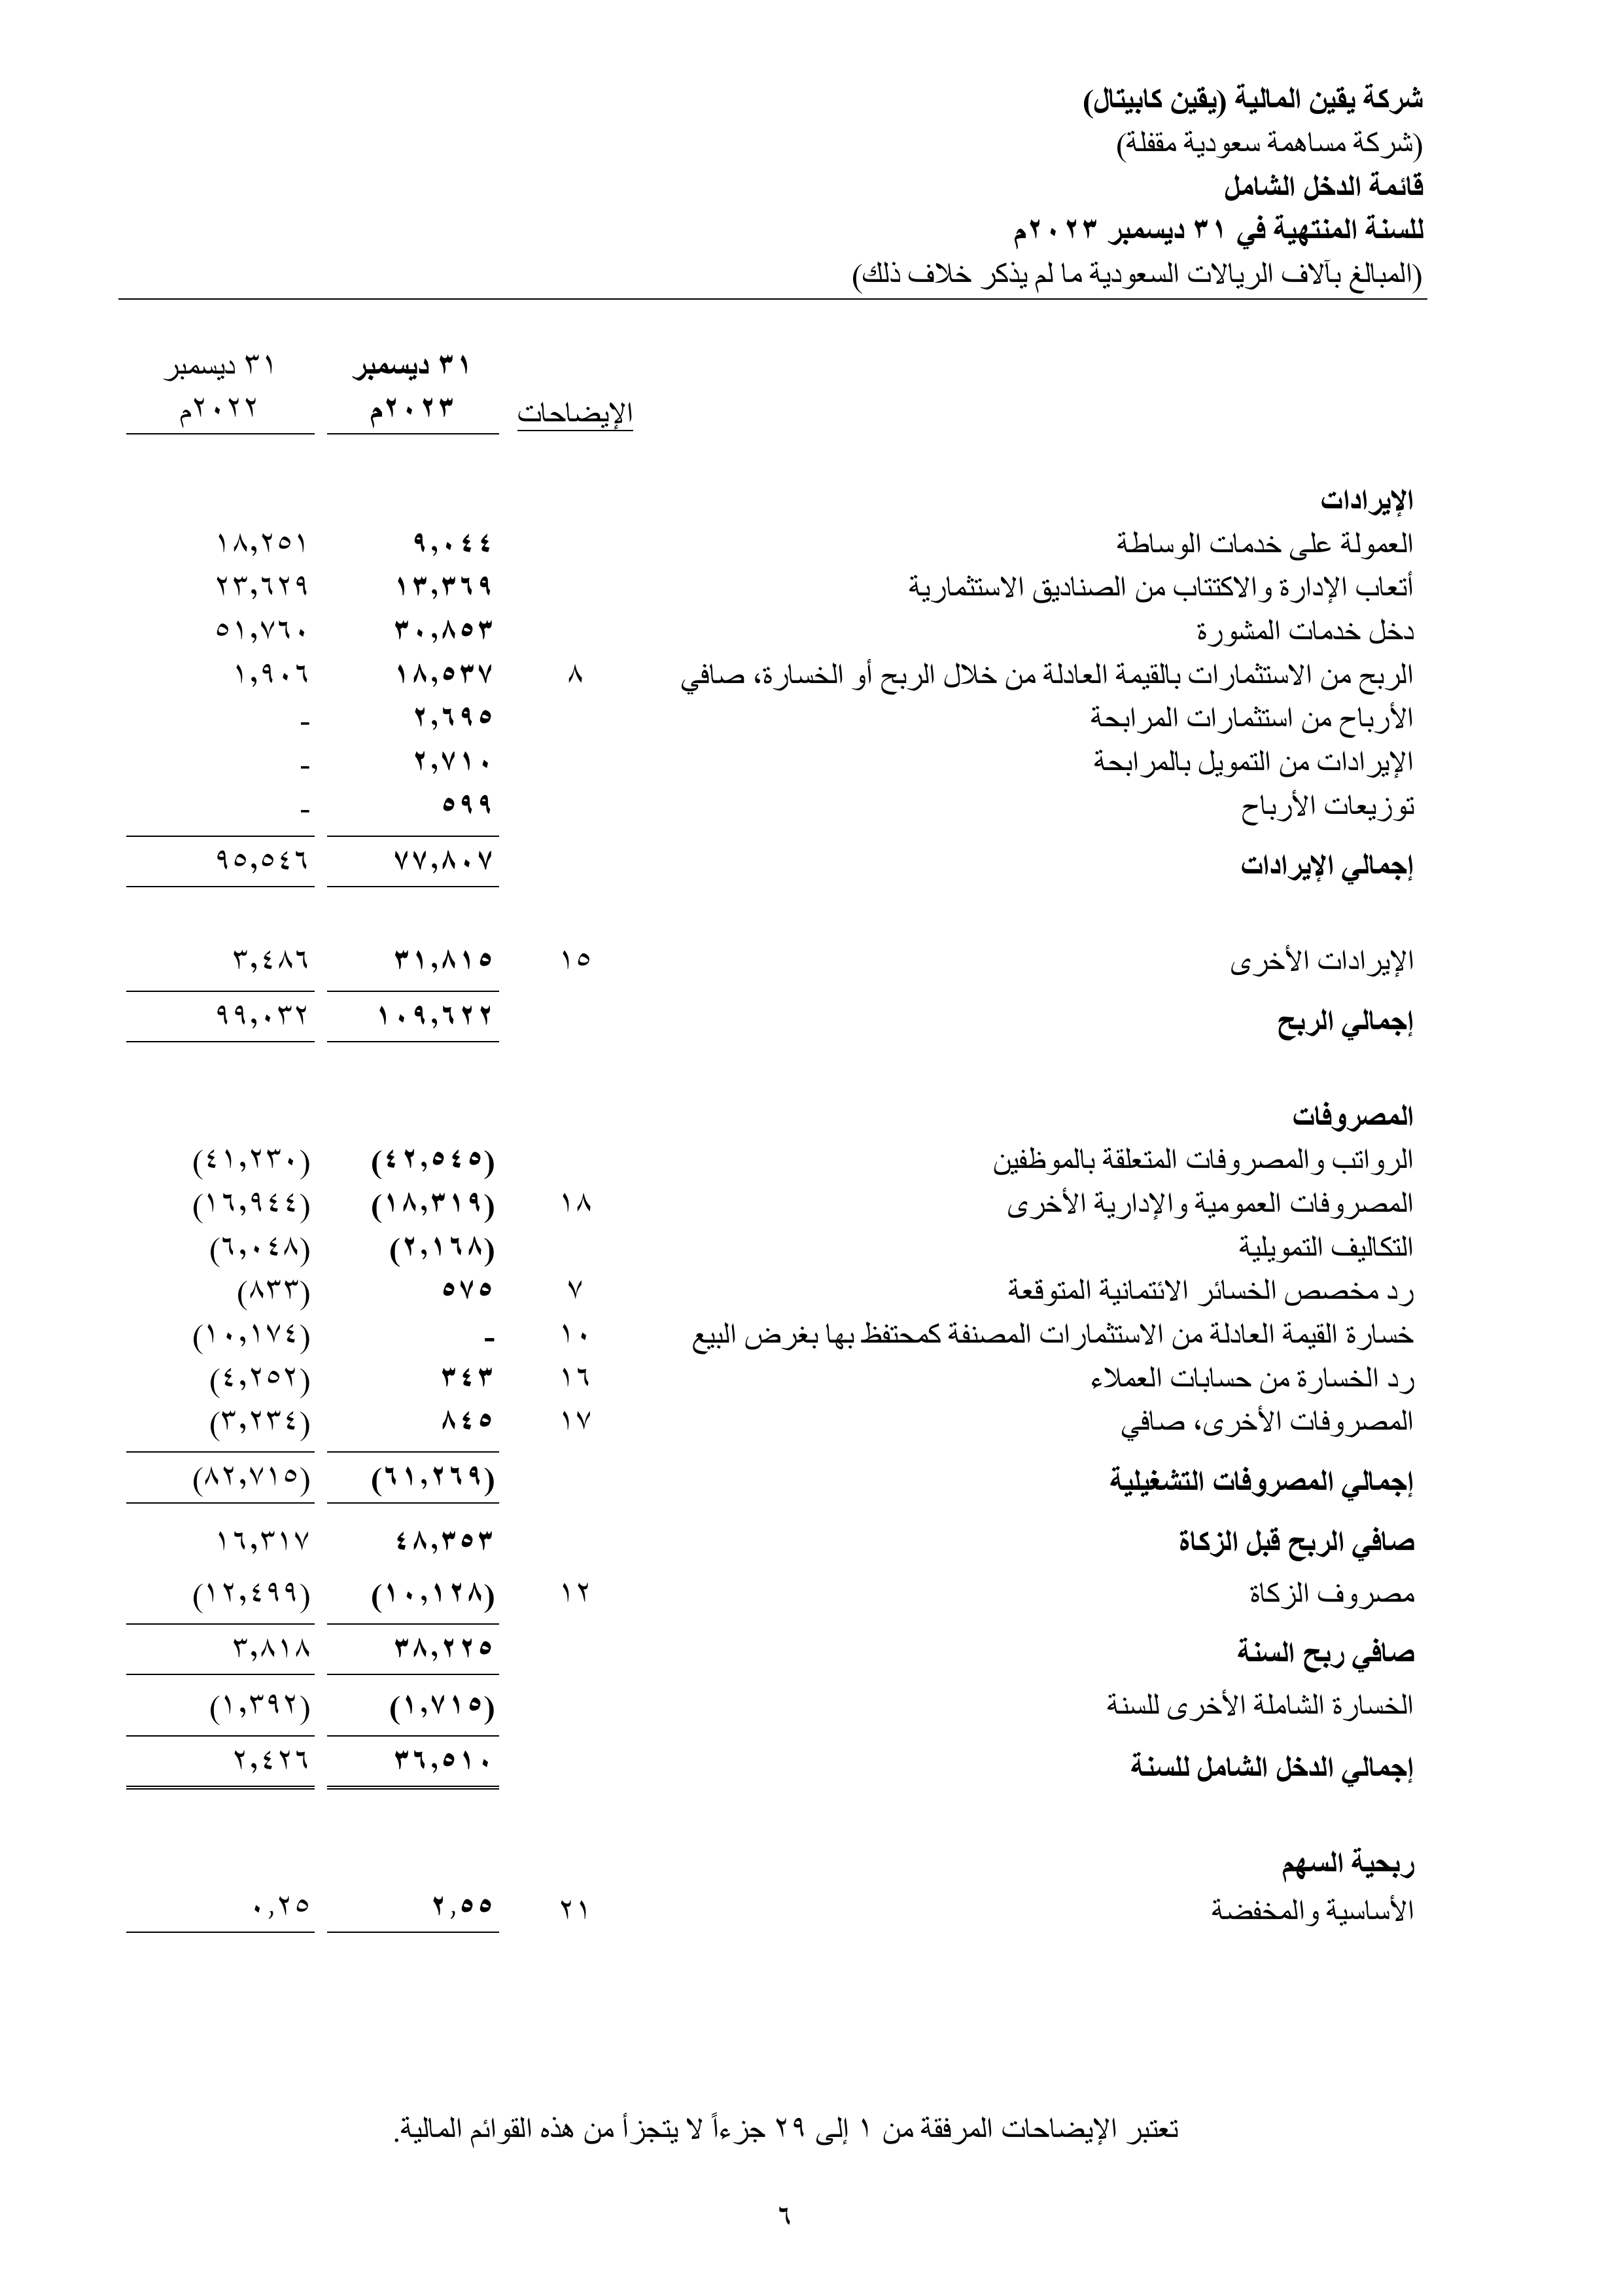 شركة يقين المالية (يقين كابيتال)
(شركة مساهمة سعودية مقفلة)
قائمة الدخل الشامل
للسنة المنتهية في ٣١ ديسمبر ٢٠٢٣م
(المبالغ بآلاف الريالات السعودية ما لم يذكر خلاف ذلك)
٣١ ديسمبر ٣١ ديسمبر
الإيضاحات ٢٠٢٣م ٢٠٢٢م
الإيرادات
العمولة على خدمات الوساطة ٩,٠٤٤ ١٨,٢٥١
أتعاب الإدارة والاكتتاب من الصناديق الاستثمارية ١٣,٣٦٩ ٢٣,٦٢٩
دخل خدمات المشورة ٣٠,٨٥٣ ٥١,٧٦٠
الربح من الاستثمارات بالقيمة العادلة من خلال الربح أو الخسارة، صافي ٨ ١٨,٥٣٧ ١,٩٠٦
الأرباح من استثمارات المرابحة ٢,٦٩٥ -
الإيرادات من التمويل بالمرابحة ٢,٧١٠ -
توزيعات الأرباح ٥٩٩ -
إجمالي الإيرادات ٧٧,٨٠٧ ٩٥,٥٤٦
الإيرادات الأخرى ١٥ ٣١,٨١٥ ٣,٤٨٦
إجمالي الربح ١٠٩,٦٢٢ ٩٩,٠٣٢
المصروفات
الرواتب والمصروفات المتعلقة بالموظفين (٤٢,٥٤٥) (٤١,٢٣٠)
المصروفات العمومية والإدارية الأخرى ١٨ (١٨,٣١٩) (١٦,٩٤٤)
التكاليف التمويلية (٢,١٦٨) (٦,٠٤٨)
رد مخصص الخسائر الائتمانية المتوقعة ٧ ٥٧٥ (٨٣٣)
خسارة القيمة العادلة من الاستثمارات المصنفة كمحتفظ بها بغرض البيع ١٠ - (١٠,١٧٤)
رد الخسارة من حسابات العملاء ١٦ ٣٤٣ (٤,٢٥٢)
المصروفات الأخرى، صافي ١٧ ٨٤٥ (٣,٢٣٤)
إجمالي المصروفات التشغيلية (٦١,٢٦٩) (٨٢,٧١٥)
صافي الربح قبل الزكاة ٤٨,٣٥٣ ١٦,٣١٧
مصروف الزكاة ١٢ (١٠,١٢٨) (١٢,٤٩٩)
صافي ربح السنة ٣٨,٢٢٥ ٣,٨١٨
الخسارة الشاملة الأخرى للسنة (١,٧١٥) (١,٣٩٢)
إجمالي الدخل الشامل للسنة ٣٦,٥١٠ ٢,٤٢٦
ربحية السهم
الأساسية والمخفضة ٢١ ٢,٥٥ ٠,٢٥
تعتبر الإيضاحات المرفقة من ١ إلى ٢٩ جزءاً لا يتجزأ من هذه القوائم المالية.
٦